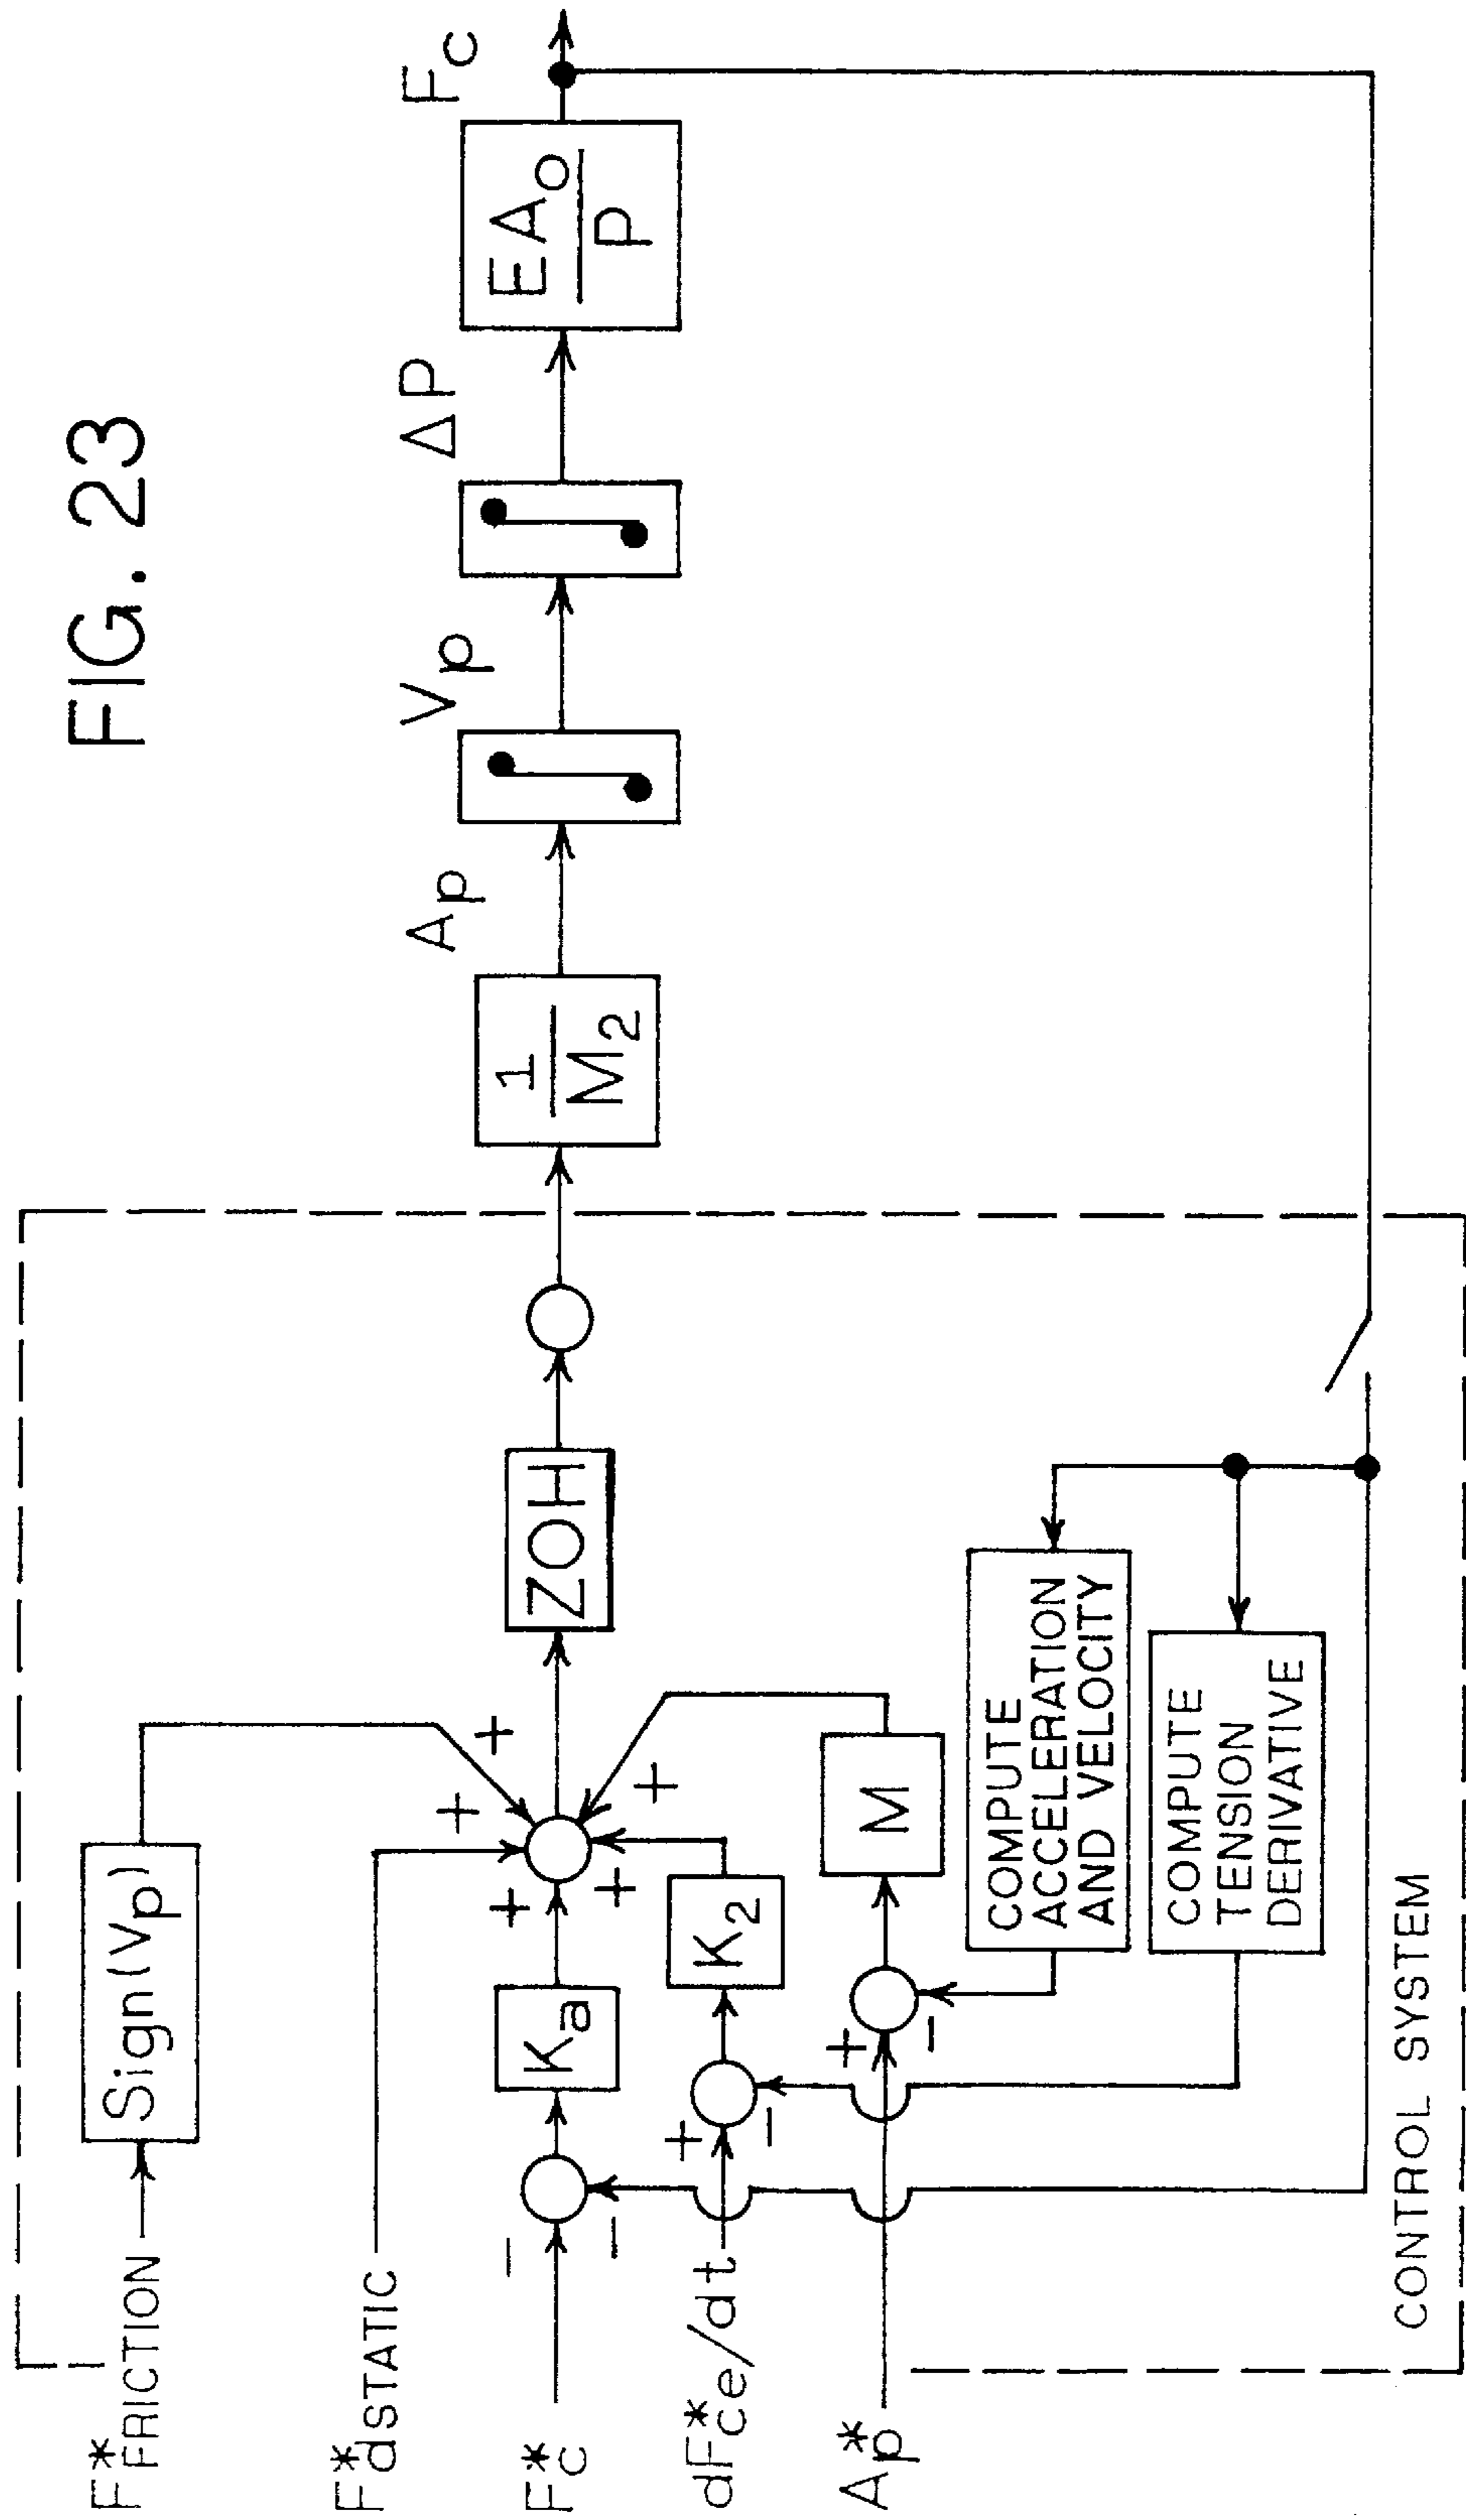 FIG. 23
F*FRICTION
Sign(Vp)
+
+
F*dSTATIC
F*c
-
-
Ka
+
+
+
ZOH
1
M2
Ap
Vp
ΔP
EAo
P
Fc
dF*ce/dt
+
-
K2
A*p
+
-
M
COMPUTE
ACCELERATION
AND VELOCITY
COMPUTE
TENSION
DERIVATIVE
CONTROL SYSTEM